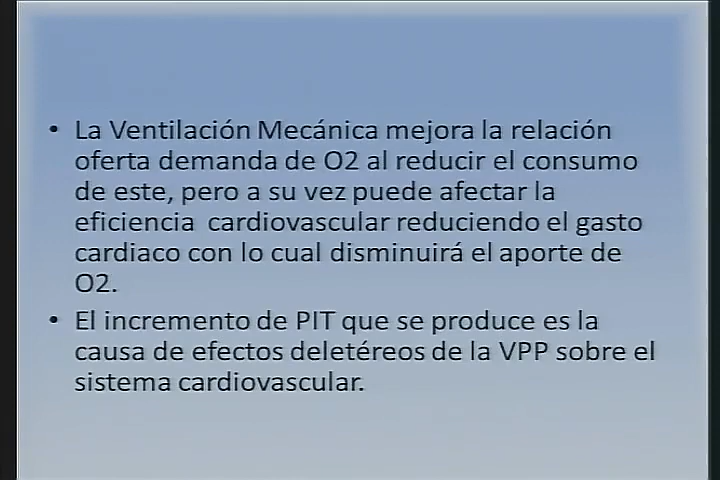 • La Ventilación Mecánica mejora la relación
oferta demanda de O2 al reducir el consumo
de este, pero a su vez puede afectar la
eficiencia cardiovascular reduciendo el gasto
cardiaco con lo cual disminuirá el aporte de
O2.
• El incremento de PIT que se produce es la
causa de efectos deletéreos de la VPP sobre el
sistema cardiovascular.